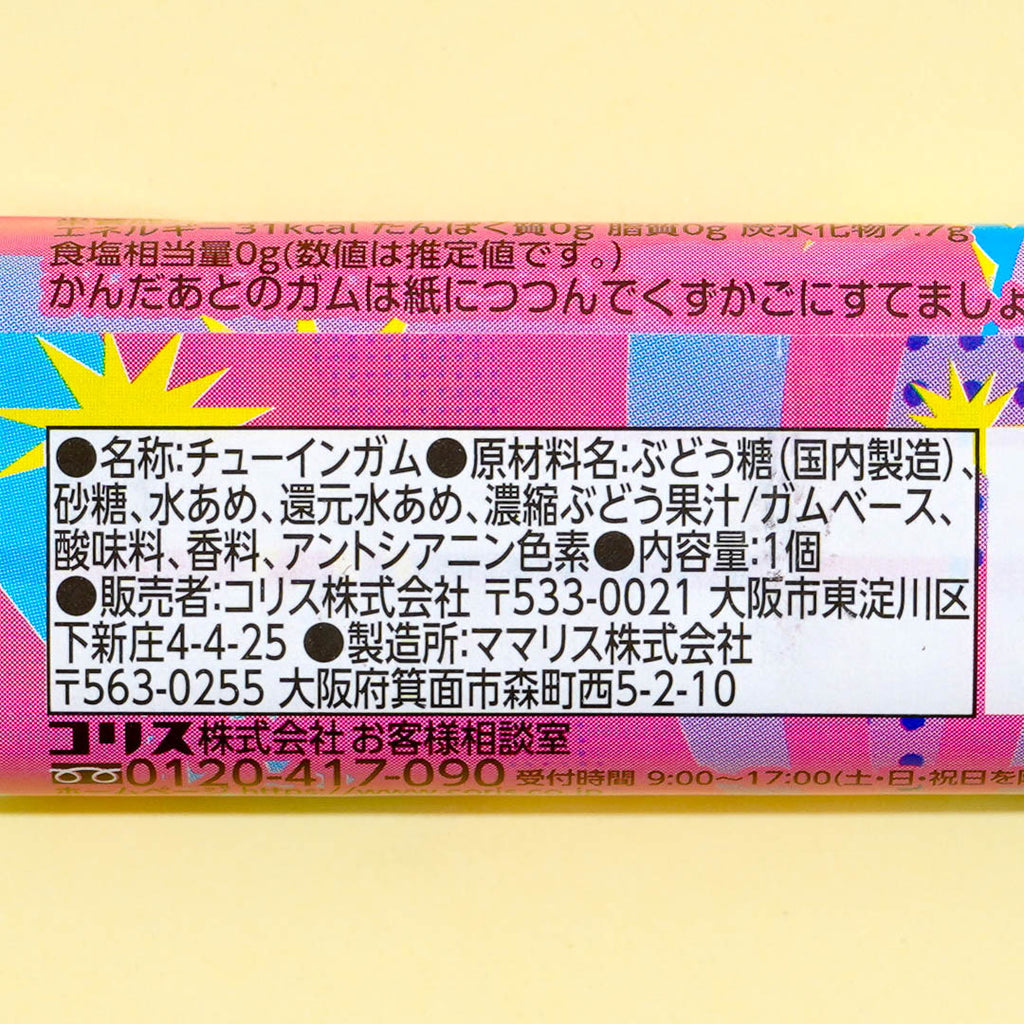 エネルギー31kcal たんぱく質0g 脂質0g 炭水化物7.7g
食塩相当量0g(数値は推定値です。)
かんだあとのガムは紙につつんでくずかごにすてましょ
●名称:チューインガム●原材料名:ぶどう糖(国内製造)、
砂糖、水あめ、還元水あめ、濃縮ぶどう果汁/ガムベース、
酸味料、香料、アントシアニン色素●内容量:1個
●販売者:コリス株式会社 〒533-0021 大阪市東淀川区
下新庄4-4-25 ●製造所:ママリス株式会社
〒563-0255 大阪府箕面市森町西5-2-10
コリス株式会社 お客様相談室
0120-417-090 受付時間 9:00〜17:00(土・日・祝日を
ホームページ http://www.coris.co.jp